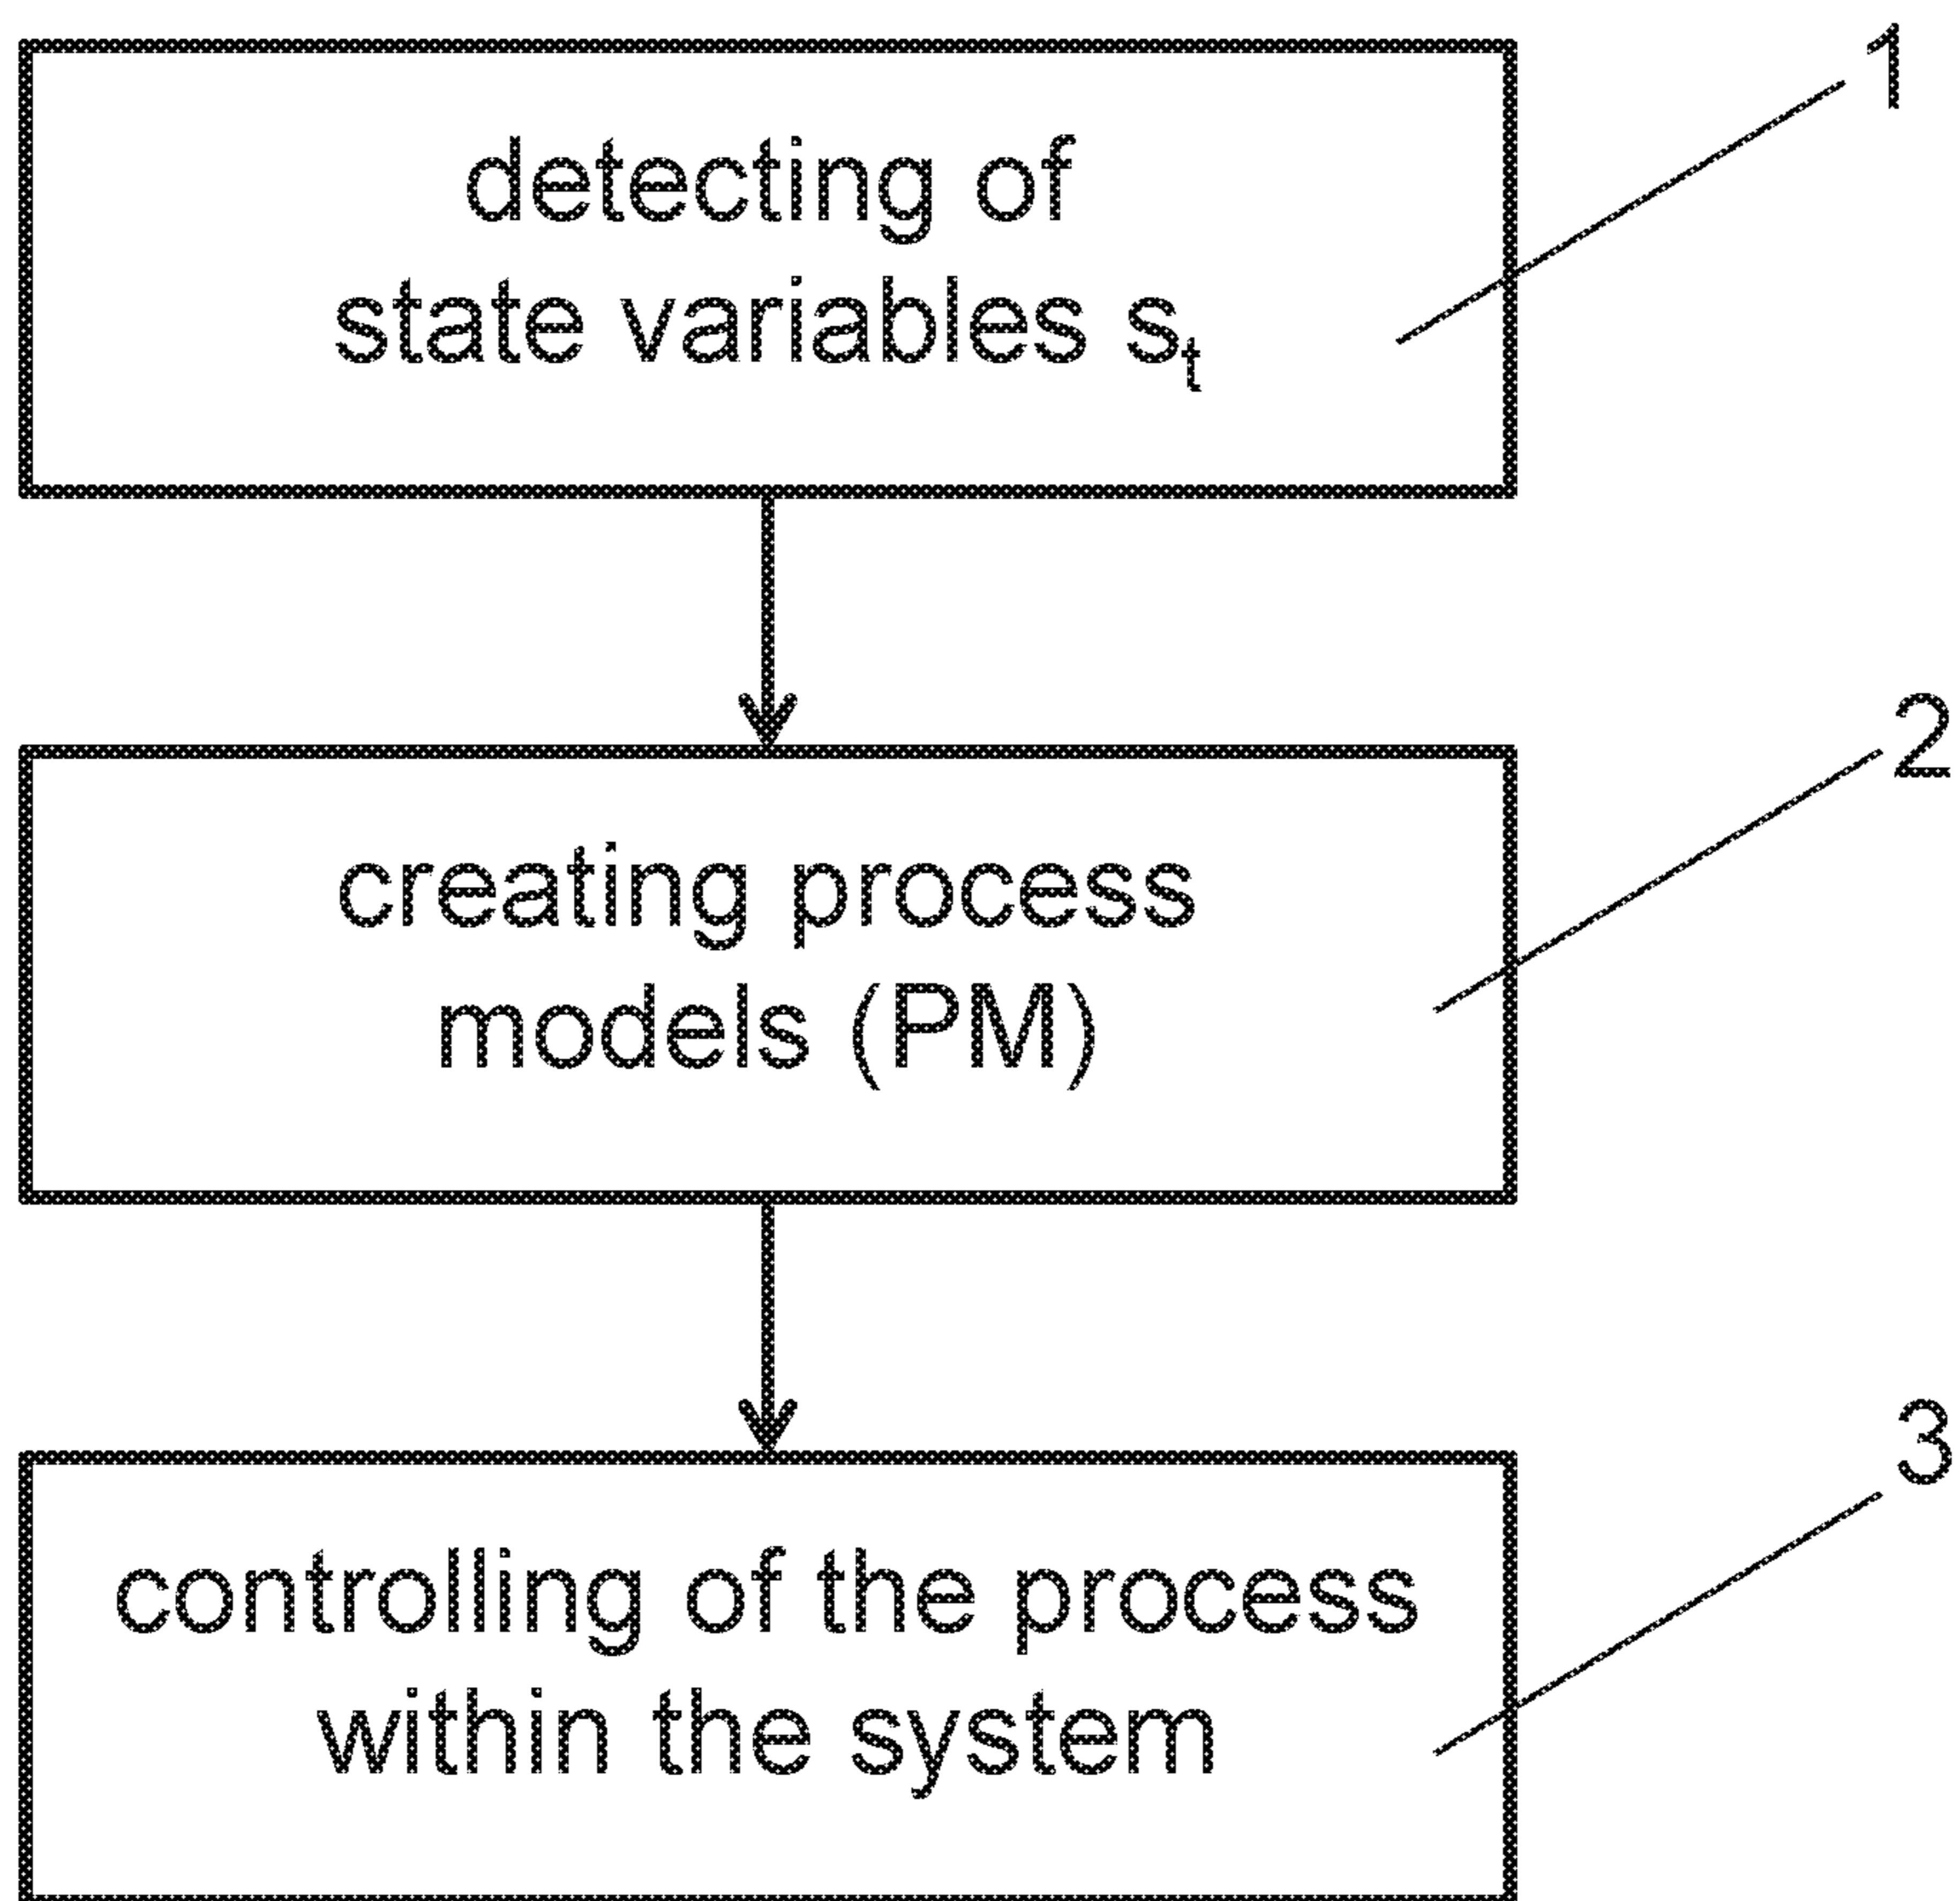 1
detecting of
state variables sₜ
2
creating process
models (PM)
3
controlling of the process
within the system